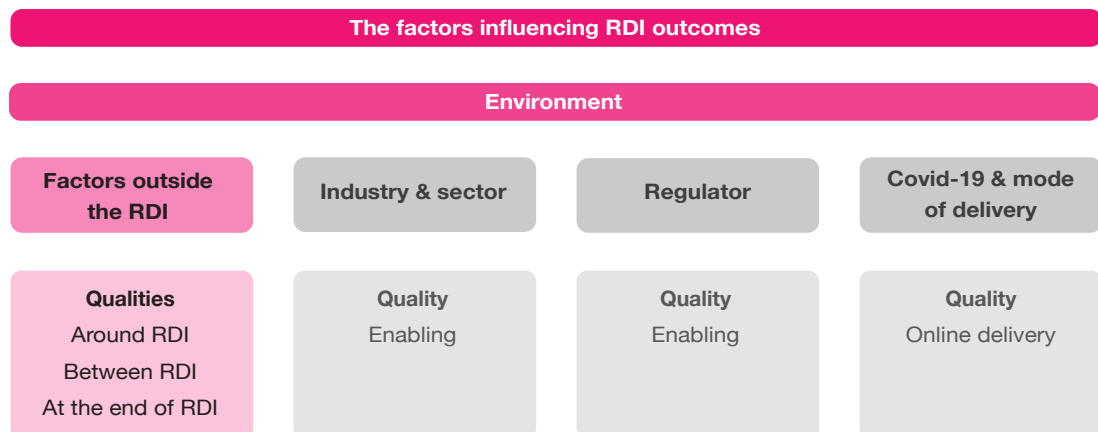 The factors influencing RDI outcomes
Environment
Factors outside
the RDI
Industry & sector
Regulator
Covid-19 & mode
of delivery
Qualities
Around RDI
Between RDI
At the end of RDI
Quality
Enabling
Quality
Enabling
Quality
Online delivery